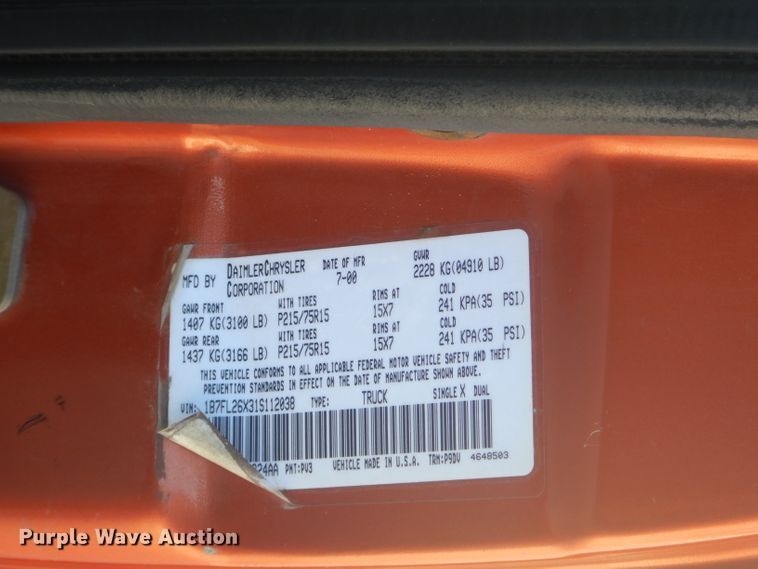 MFD BY DAIMLERCHRYSLER CORPORATION DATE OF MFR 7-00 GVWR 2228 KG(04910 LB)
GAWR FRONT WITH TIRES RIMS AT COLD
1407 KG(3100 LB) P215/75R15 15X7 241 KPA(35 PSI)
GAWR REAR WITH TIRES RIMS AT COLD
1437 KG(3166 LB) P215/75R15 15X7 241 KPA(35 PSI)
THIS VEHICLE CONFORMS TO ALL APPLICABLE FEDERAL MOTOR VEHICLE SAFETY AND THEFT
PREVENTION STANDARDS IN EFFECT ON THE DATE OF MANUFACTURE SHOWN ABOVE.
VIN: 1B7FL26X31S112038 TYPE: TRUCK SINGLE X DUAL
824AA PNT:PV3 VEHICLE MADE IN U.S.A. TRM:P9DV 4648503
Purple Wave Auction